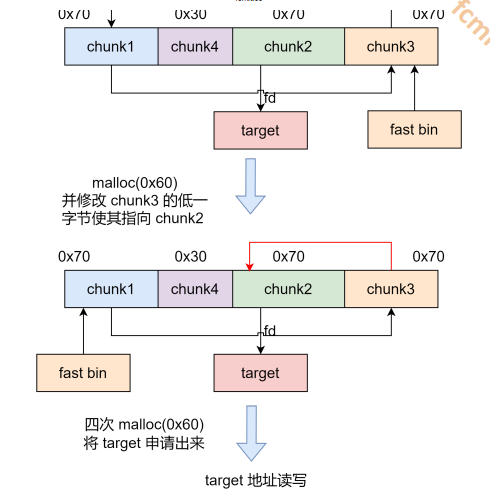 0x70 0x30 0x70 0x70
chunk1 chunk4 chunk2 chunk3
fd
target fast bin
malloc(0x60)
并修改 chunk3 的低一
字节使其指向 chunk2
0x70 0x30 0x70 0x70
chunk1 chunk4 chunk2 chunk3
fd
fast bin target
四次 malloc(0x60)
将 target 申请出来
target 地址读写